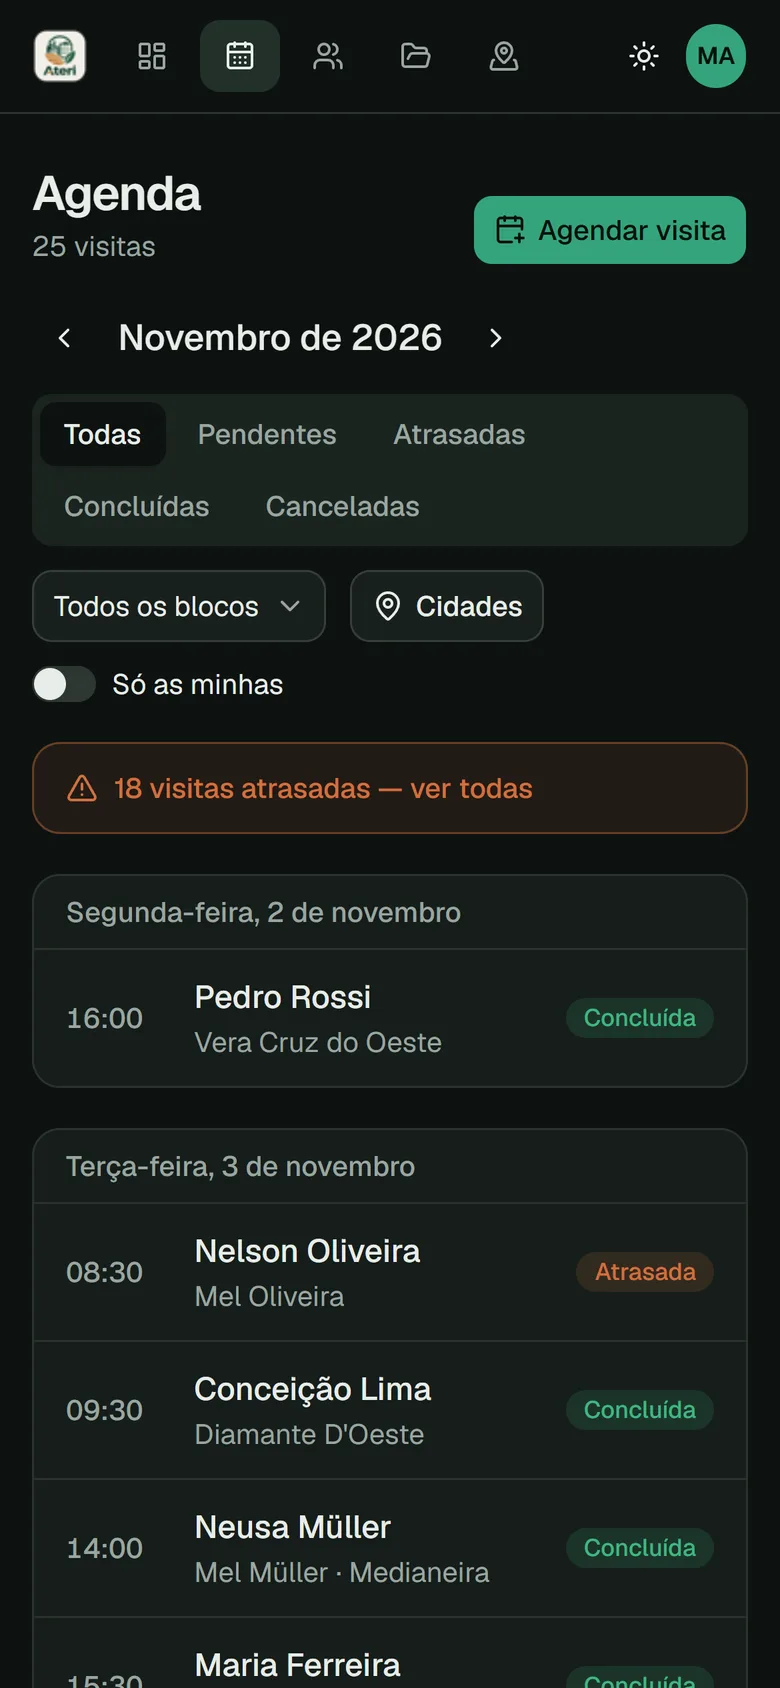 Ateri
MA
Agenda
25 visitas
Agendar visita
Novembro de 2026
Todas
Pendentes
Atrasadas
Concluídas
Canceladas
Todos os blocos
Cidades
Só as minhas
18 visitas atrasadas — ver todas
Segunda-feira, 2 de novembro
16:00
Pedro Rossi
Vera Cruz do Oeste
Concluída
Terça-feira, 3 de novembro
08:30
Nelson Oliveira
Mel Oliveira
Atrasada
09:30
Conceição Lima
Diamante D'Oeste
Concluída
14:00
Neusa Müller
Mel Müller · Medianeira
Concluída
15:30
Maria Ferreira
Concluída